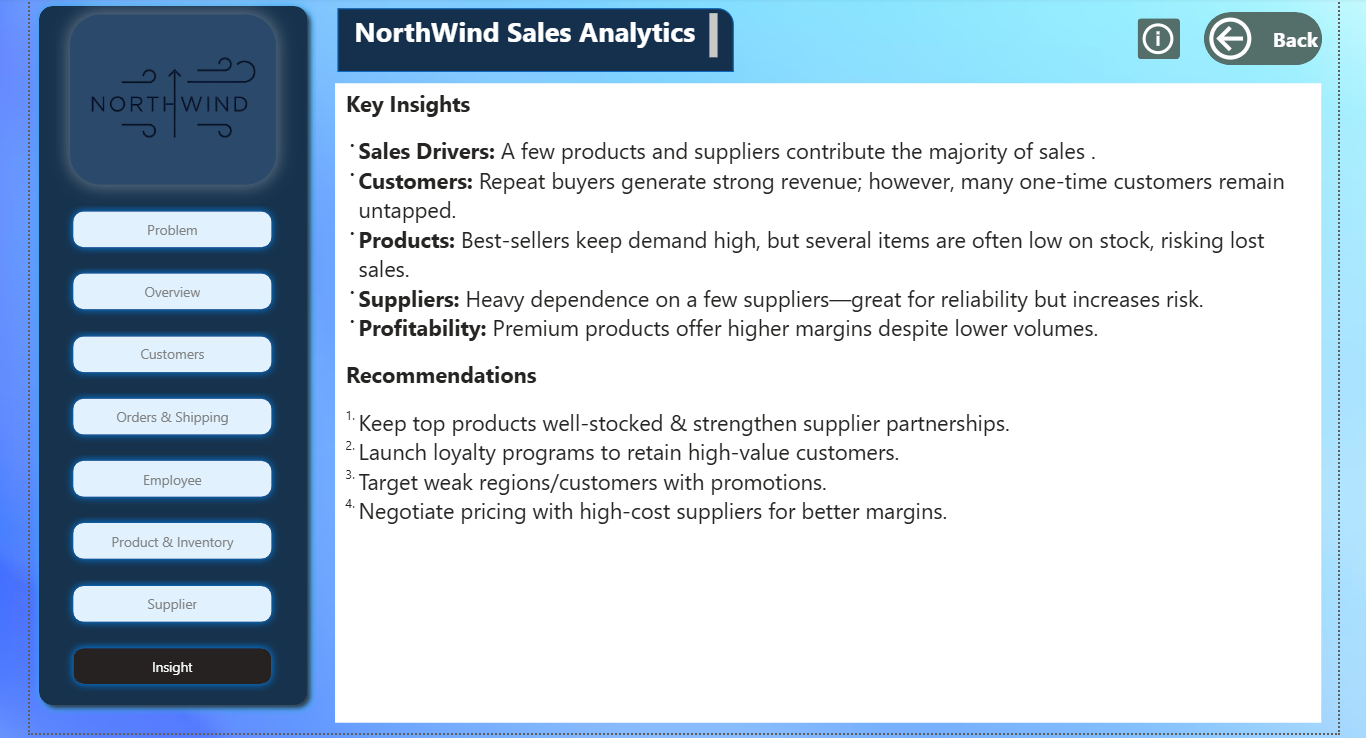 NORTHWIND
Problem
Overview
Customers
Orders & Shipping
Employee
Product & Inventory
Supplier
Insight
NorthWind Sales Analytics
Back
Key Insights
· Sales Drivers: A few products and suppliers contribute the majority of sales .
· Customers: Repeat buyers generate strong revenue; however, many one-time customers remain
untapped.
· Products: Best-sellers keep demand high, but several items are often low on stock, risking lost
sales.
· Suppliers: Heavy dependence on a few suppliers—great for reliability but increases risk.
· Profitability: Premium products offer higher margins despite lower volumes.
Recommendations
1. Keep top products well-stocked & strengthen supplier partnerships.
2. Launch loyalty programs to retain high-value customers.
3. Target weak regions/customers with promotions.
4. Negotiate pricing with high-cost suppliers for better margins.